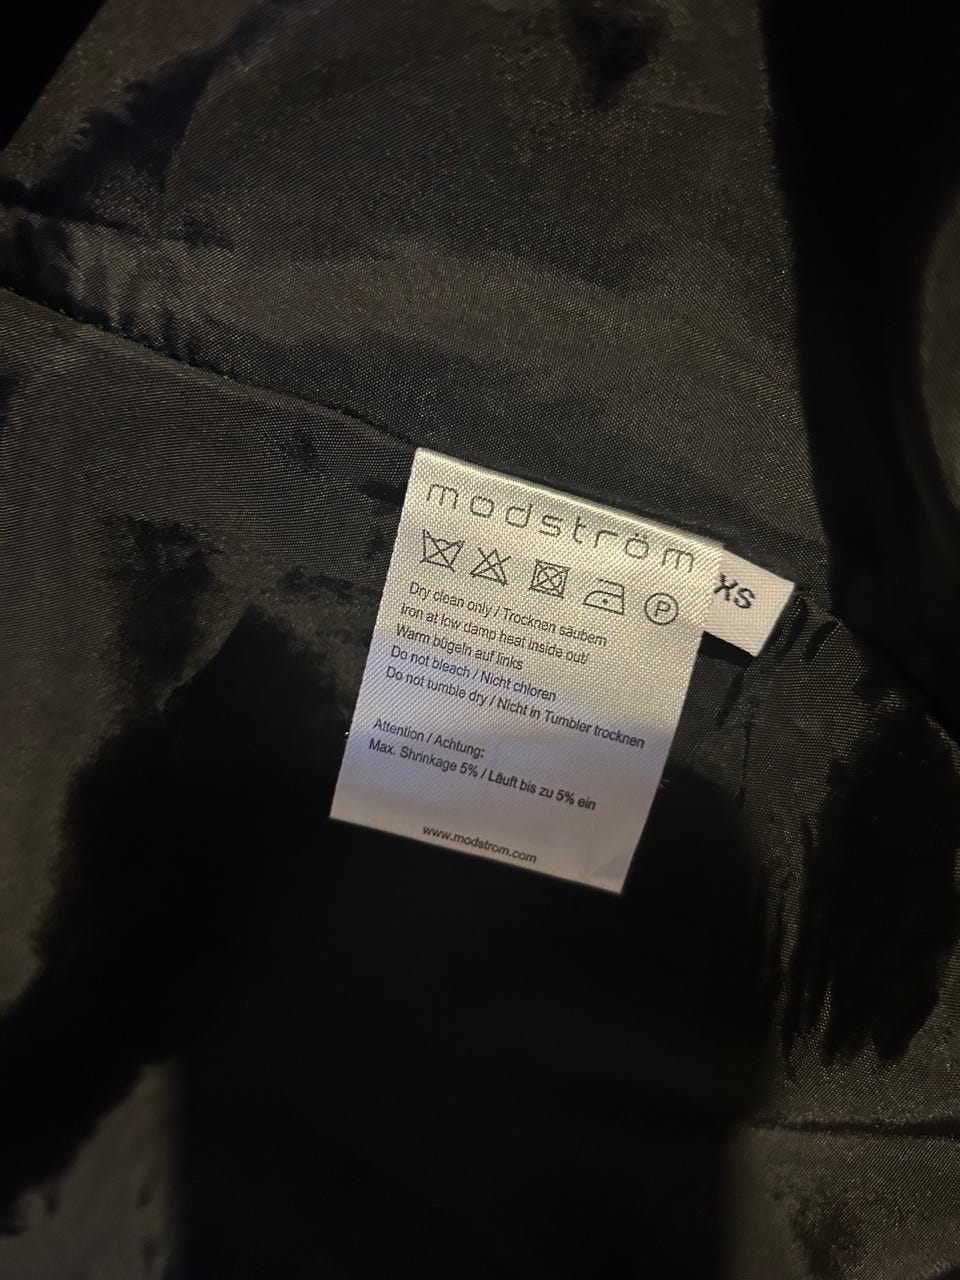 modström
P
XS
Dry clean only / Trocknen säubern
Iron at low damp heat inside out/
Warm bügeln auf links
Do not bleach / Nicht chloren
Do not tumble dry / Nicht in Tumbler trocknen
Attention / Achtung:
Max. Shrinkage 5% / Läuft bis zu 5% ein
www.modstrom.com